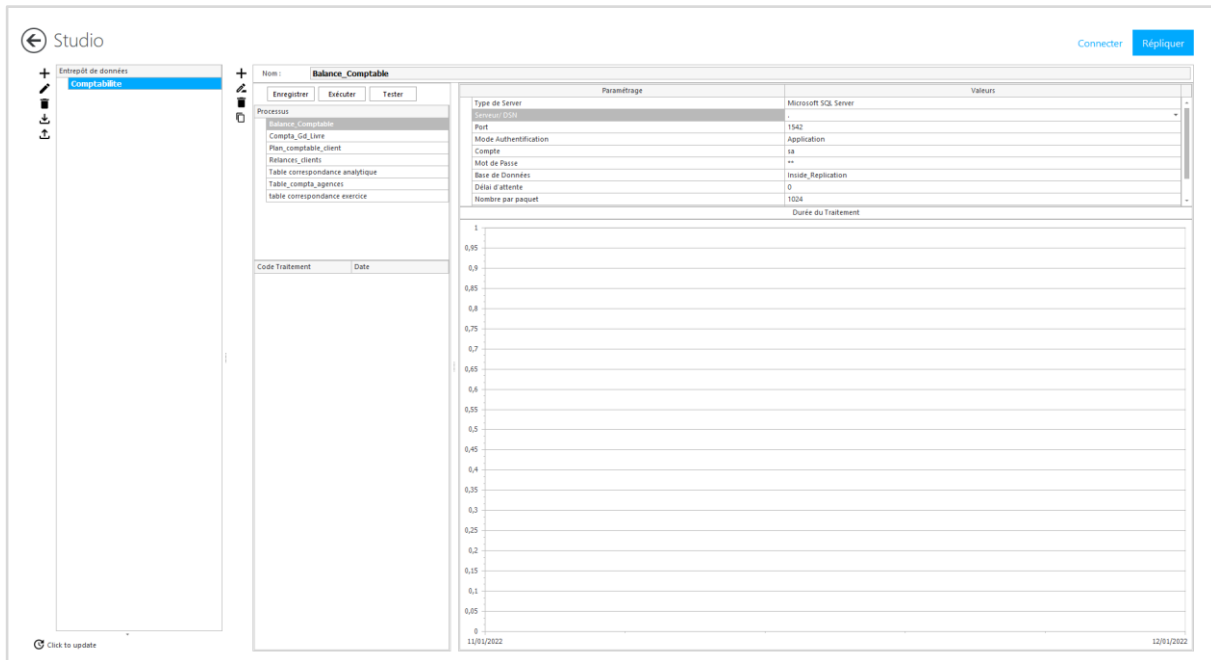 Studio
Connecter Répliquer
Entrepôt de données
Comptabilite
Nom : Balance_Comptable
Enregistrer Exécuter Tester
Processus
Balance_Comptable
Compta_Gd_Livre
Plan_comptable_client
Relances_clients
Table correspondance analytique
Table_compta_agences
table correspondance exercice
Code Traitement Date
Paramétrage Valeurs
Type de Server Microsoft SQL Server
Serveur/ DSN .
Port 1542
Mode Authentification Application
Compte sa
Mot de Passe **
Base de Données Inside_Replication
Délai d'attente 0
Nombre par paquet 1024
Durée du Traitement
1
0,95
0,9
0,85
0,8
0,75
0,7
0,65
0,6
0,55
0,5
0,45
0,4
0,35
0,3
0,25
0,2
0,15
0,1
0,05
0
11/01/2022 12/01/2022
Click to update